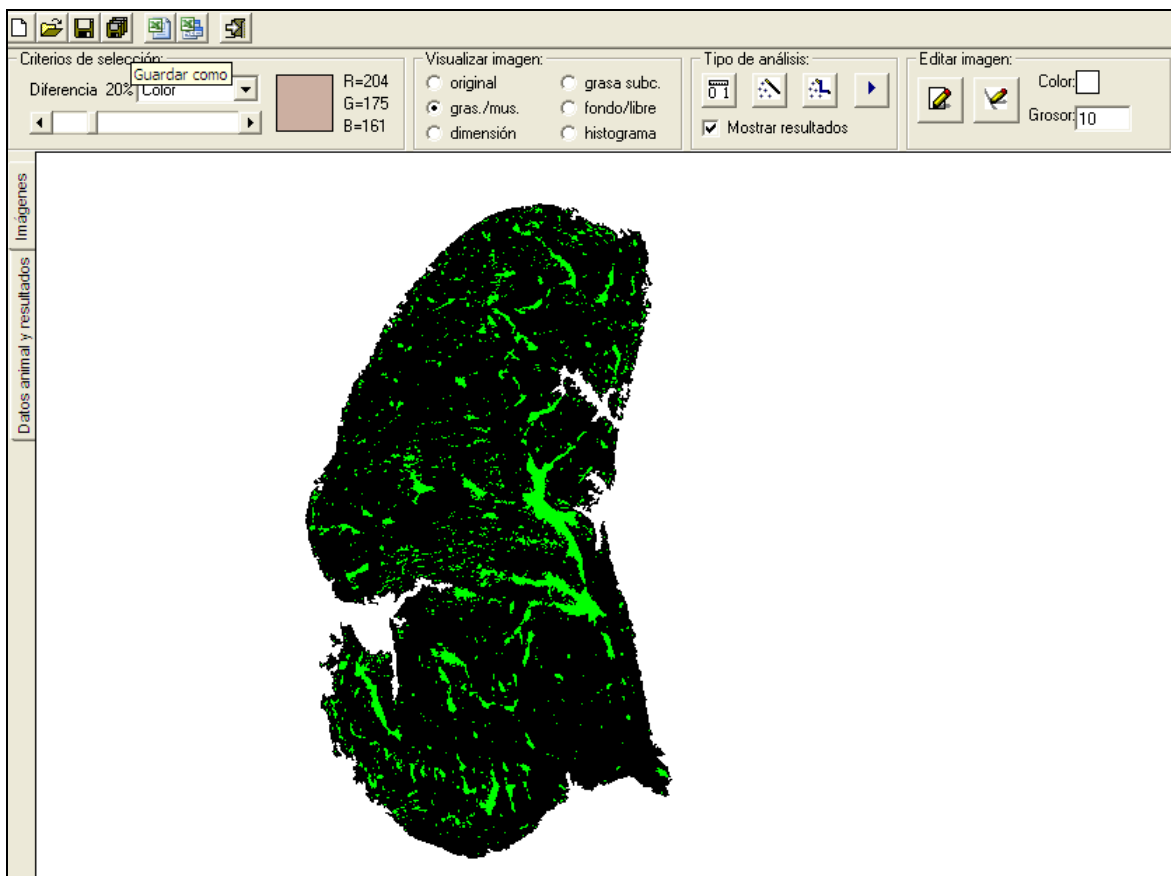 Criterios de selección:
Guardar como
Diferencia 20% Color
R=204
G=175
B=161
Visualizar imagen:
original
gras./mus.
dimensión
grasa subc.
fondo/libre
histograma
Tipo de análisis:
0 1
Mostrar resultados
Editar imagen:
Color:
Grosor: 10
Imágenes
Datos animal y resultados